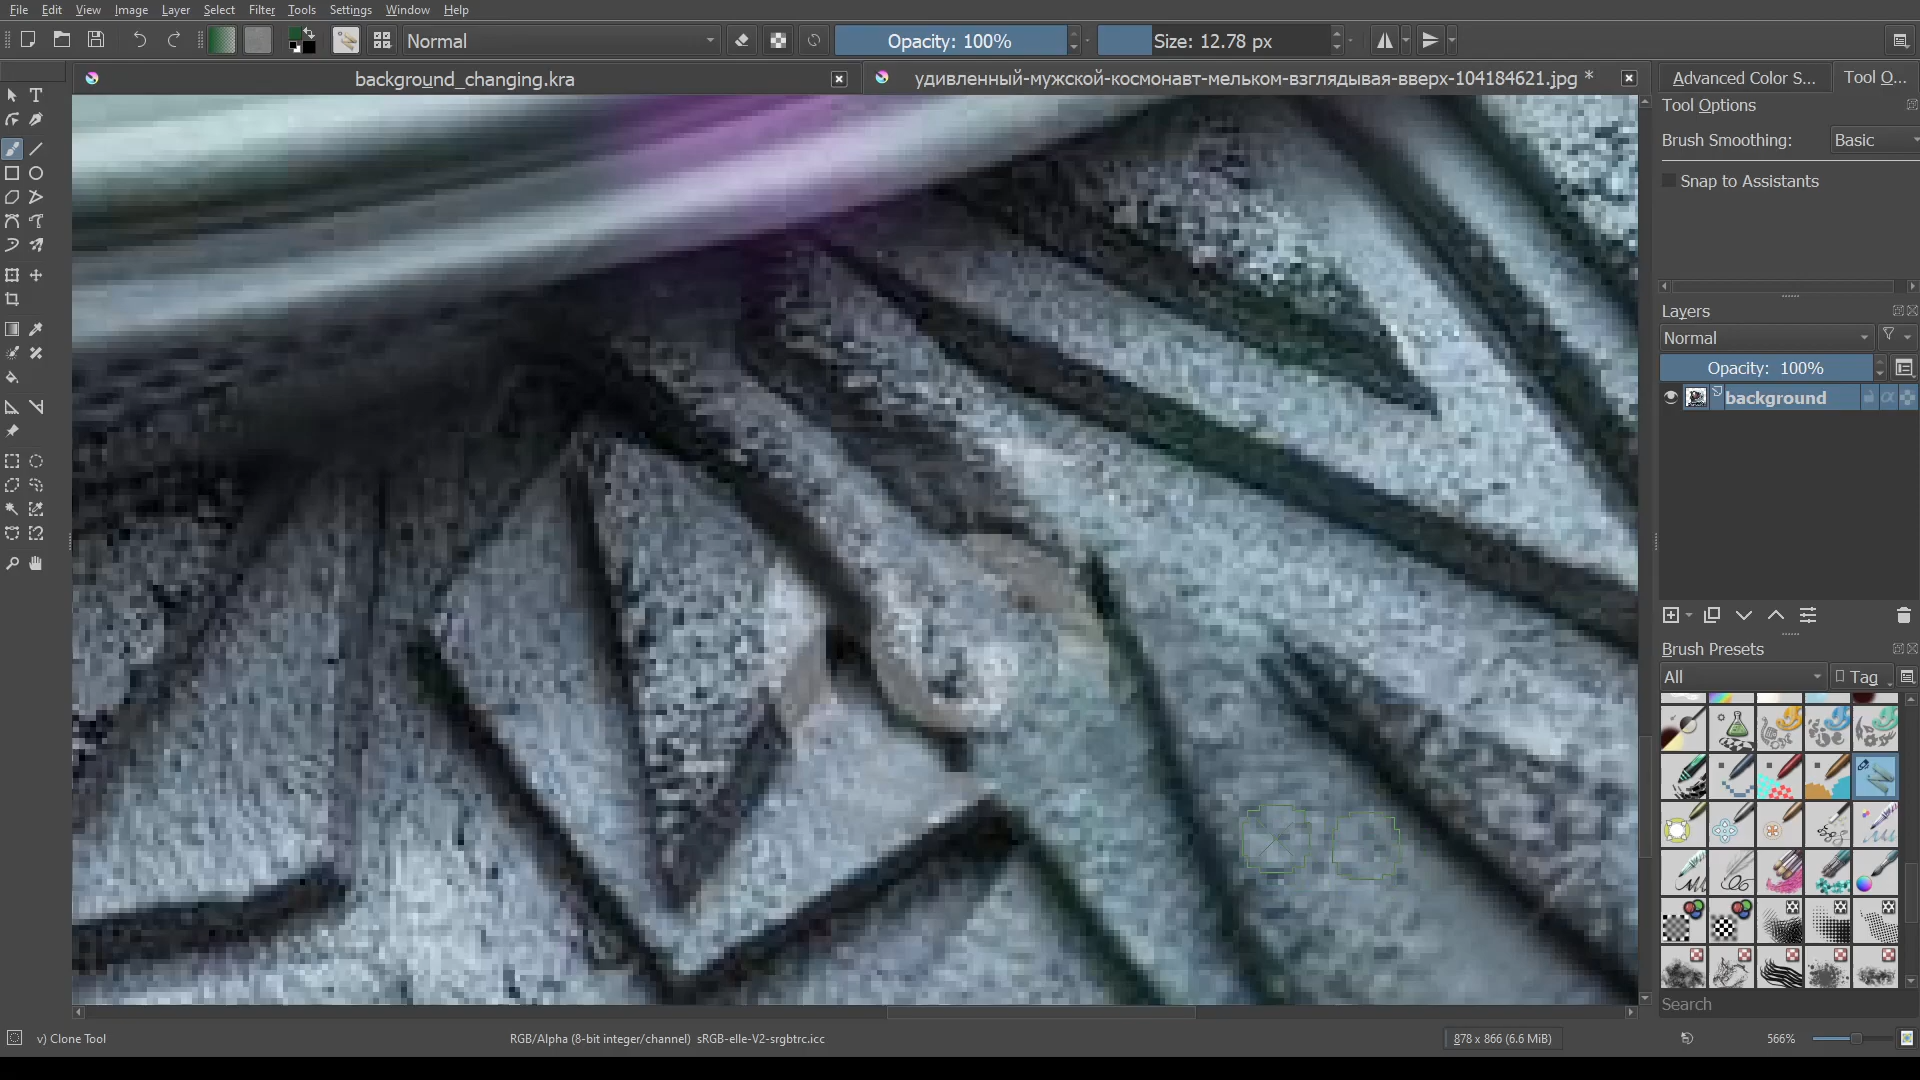 File Edit View Image Layer Select Filter Tools Settings Window Help
Normal Opacity: 100% Size: 12.78 px
background_changing.kra удивленный-мужской-космонавт-мельком-взглядывая-вверх-104184621.jpg * Advanced Color S... Tool O...
Tool Options
Brush Smoothing: Basic
Snap to Assistants
Layers
Normal
Opacity: 100%
background
Brush Presets
All Tag
Search
v) Clone Tool RGB/Alpha (8-bit integer/channel) sRGB-elle-V2-srgbtrc.icc 878 x 866 (6.6 MiB) 566%